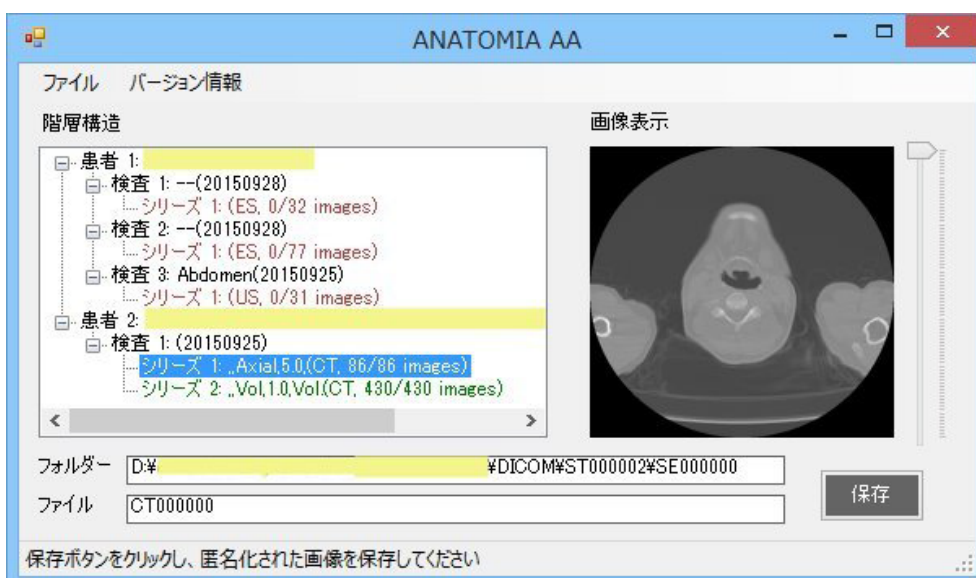 ANATOMIA AA
ファイル バージョン情報
階層構造
画像表示
患者 1:
検査 1: --(20150928)
シリーズ 1: (ES, 0/32 images)
検査 2: --(20150928)
シリーズ 1: (ES, 0/77 images)
検査 3: Abdomen(20150925)
シリーズ 1: (US, 0/31 images)
患者 2:
検査 1: (20150925)
シリーズ 1: ,,Axial,5.0,(CT, 86/86 images)
シリーズ 2: ,,Vol,1.0,Vol.(CT, 430/430 images)
フォルダー D:¥ ¥DICOM¥ST000002¥SE000000
ファイル CT000000
保存
保存ボタンをクリックし、匿名化された画像を保存してください